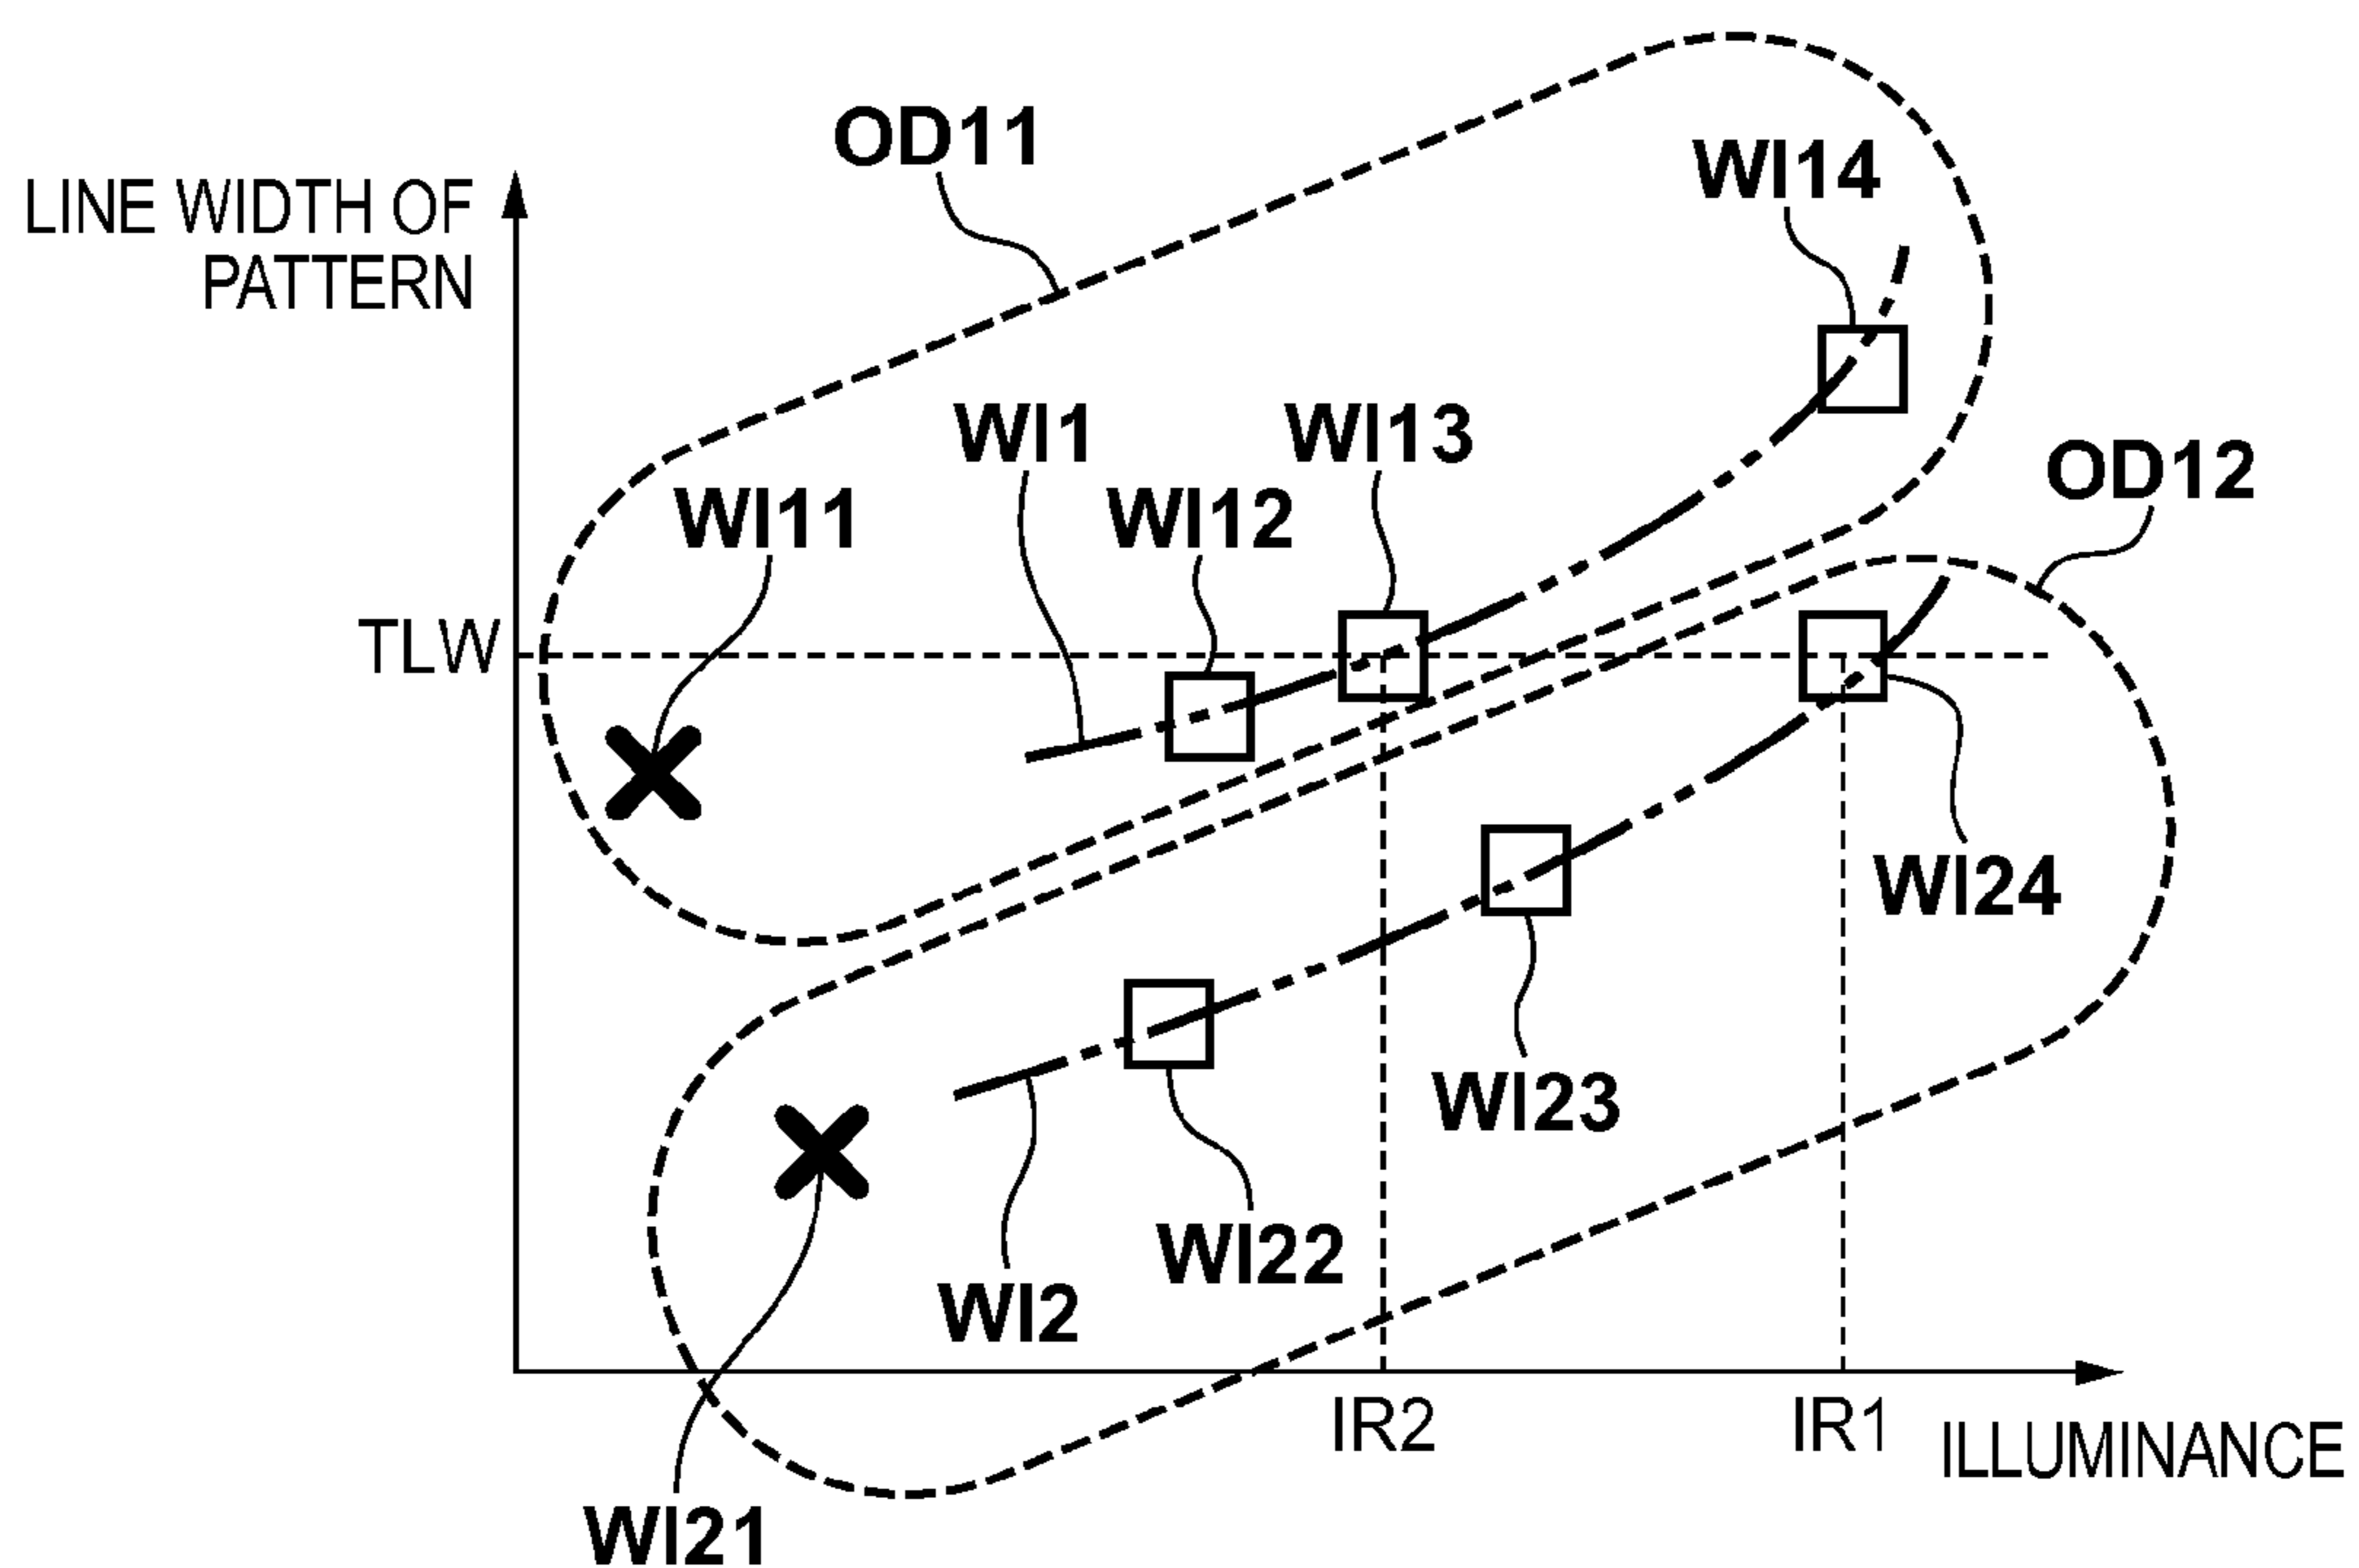 OD11
WI14
LINE WIDTH OF
PATTERN
WI1
WI13
OD12
WI11
WI12
TLW
WI24
WI23
WI22
WI2
IR2
IR1
ILLUMINANCE
WI21